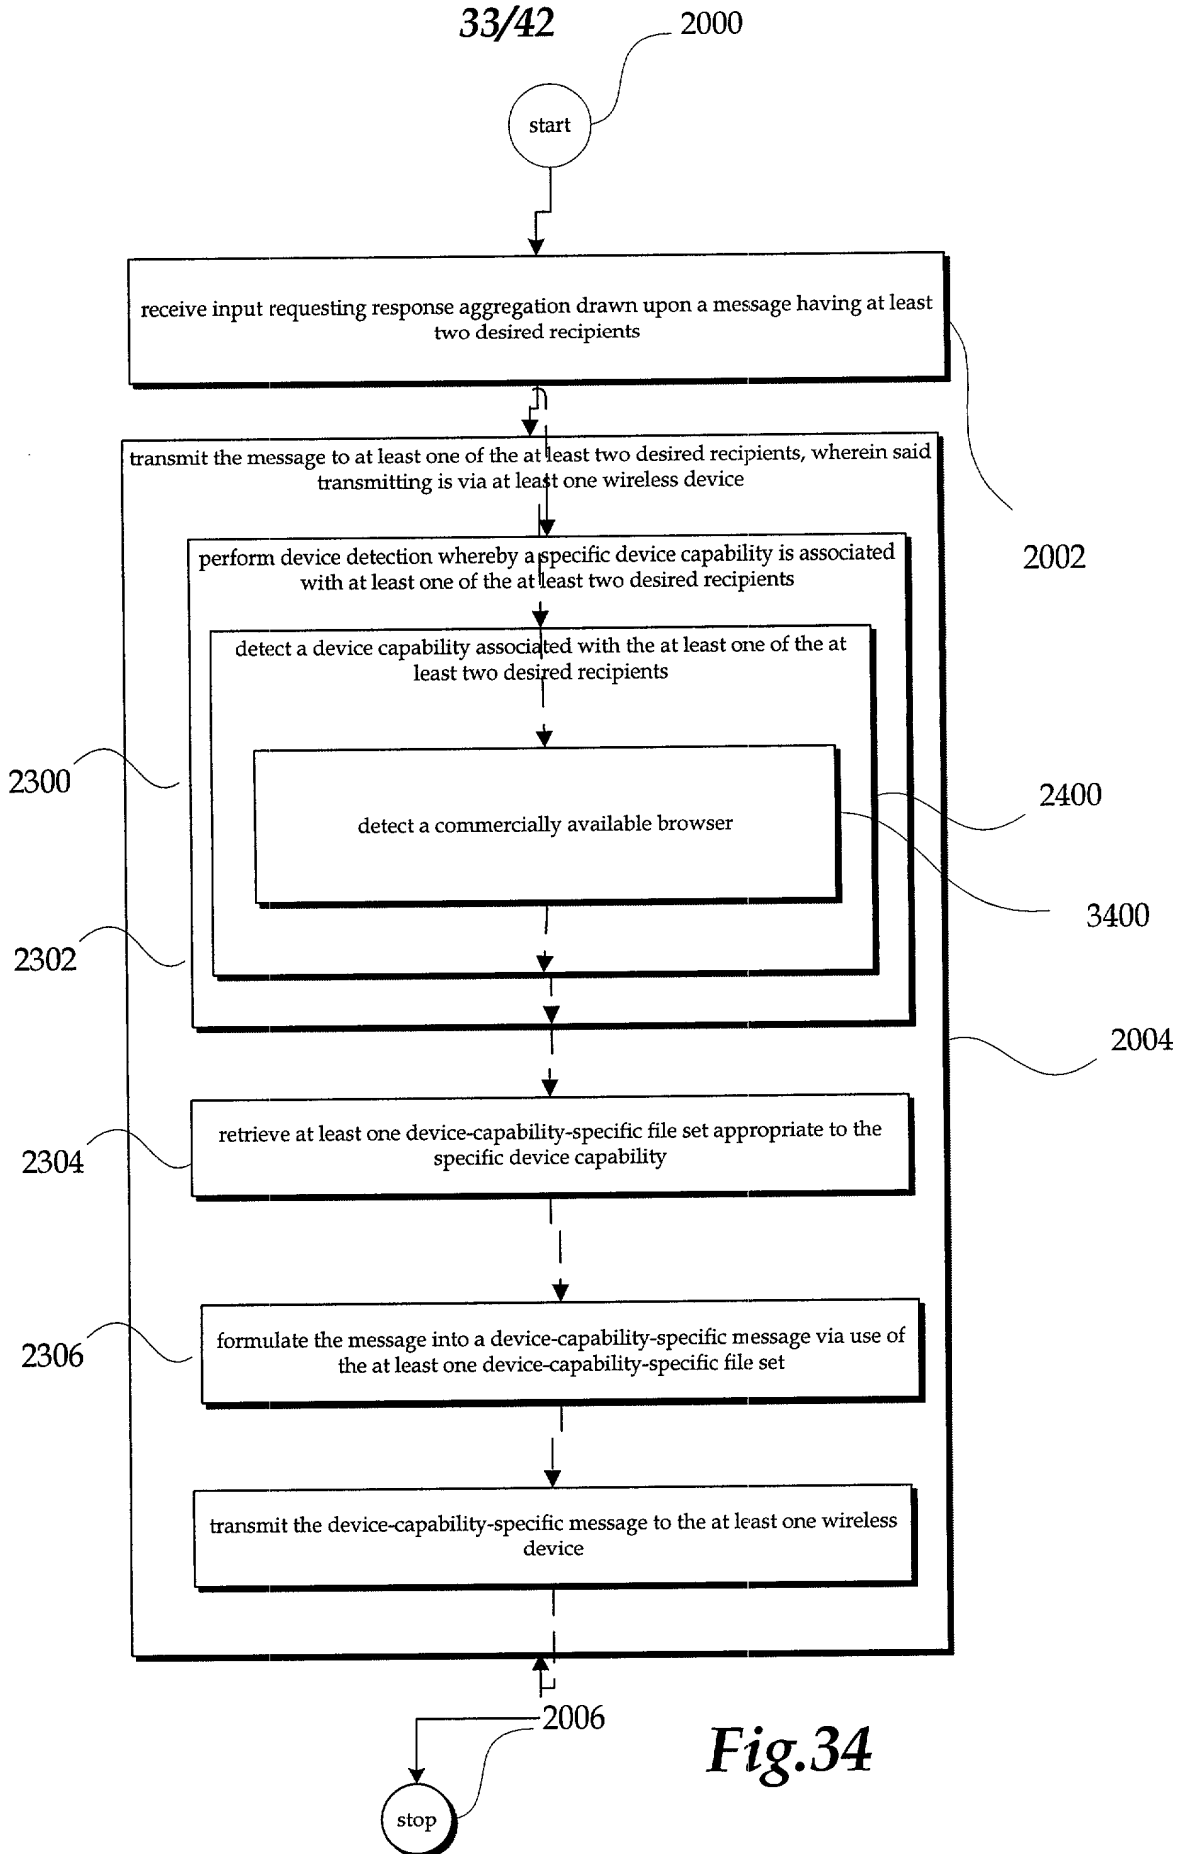 33/42
2000
start
receive input requesting response aggregation drawn upon a message having at least
two desired recipients
2002
transmit the message to at least one of the at least two desired recipients, wherein said
transmitting is via at least one wireless device
perform device detection whereby a specific device capability is associated
with at least one of the at least two desired recipients
detect a device capability associated with the at least one of the at
least two desired recipients
2300
2400
detect a commercially available browser
3400
2302
2004
retrieve at least one device-capability-specific file set appropriate to the
specific device capability
2304
formulate the message into a device-capability-specific message via use of
the at least one device-capability-specific file set
2306
transmit the device-capability-specific message to the at least one wireless
device
2006
Fig.34
stop